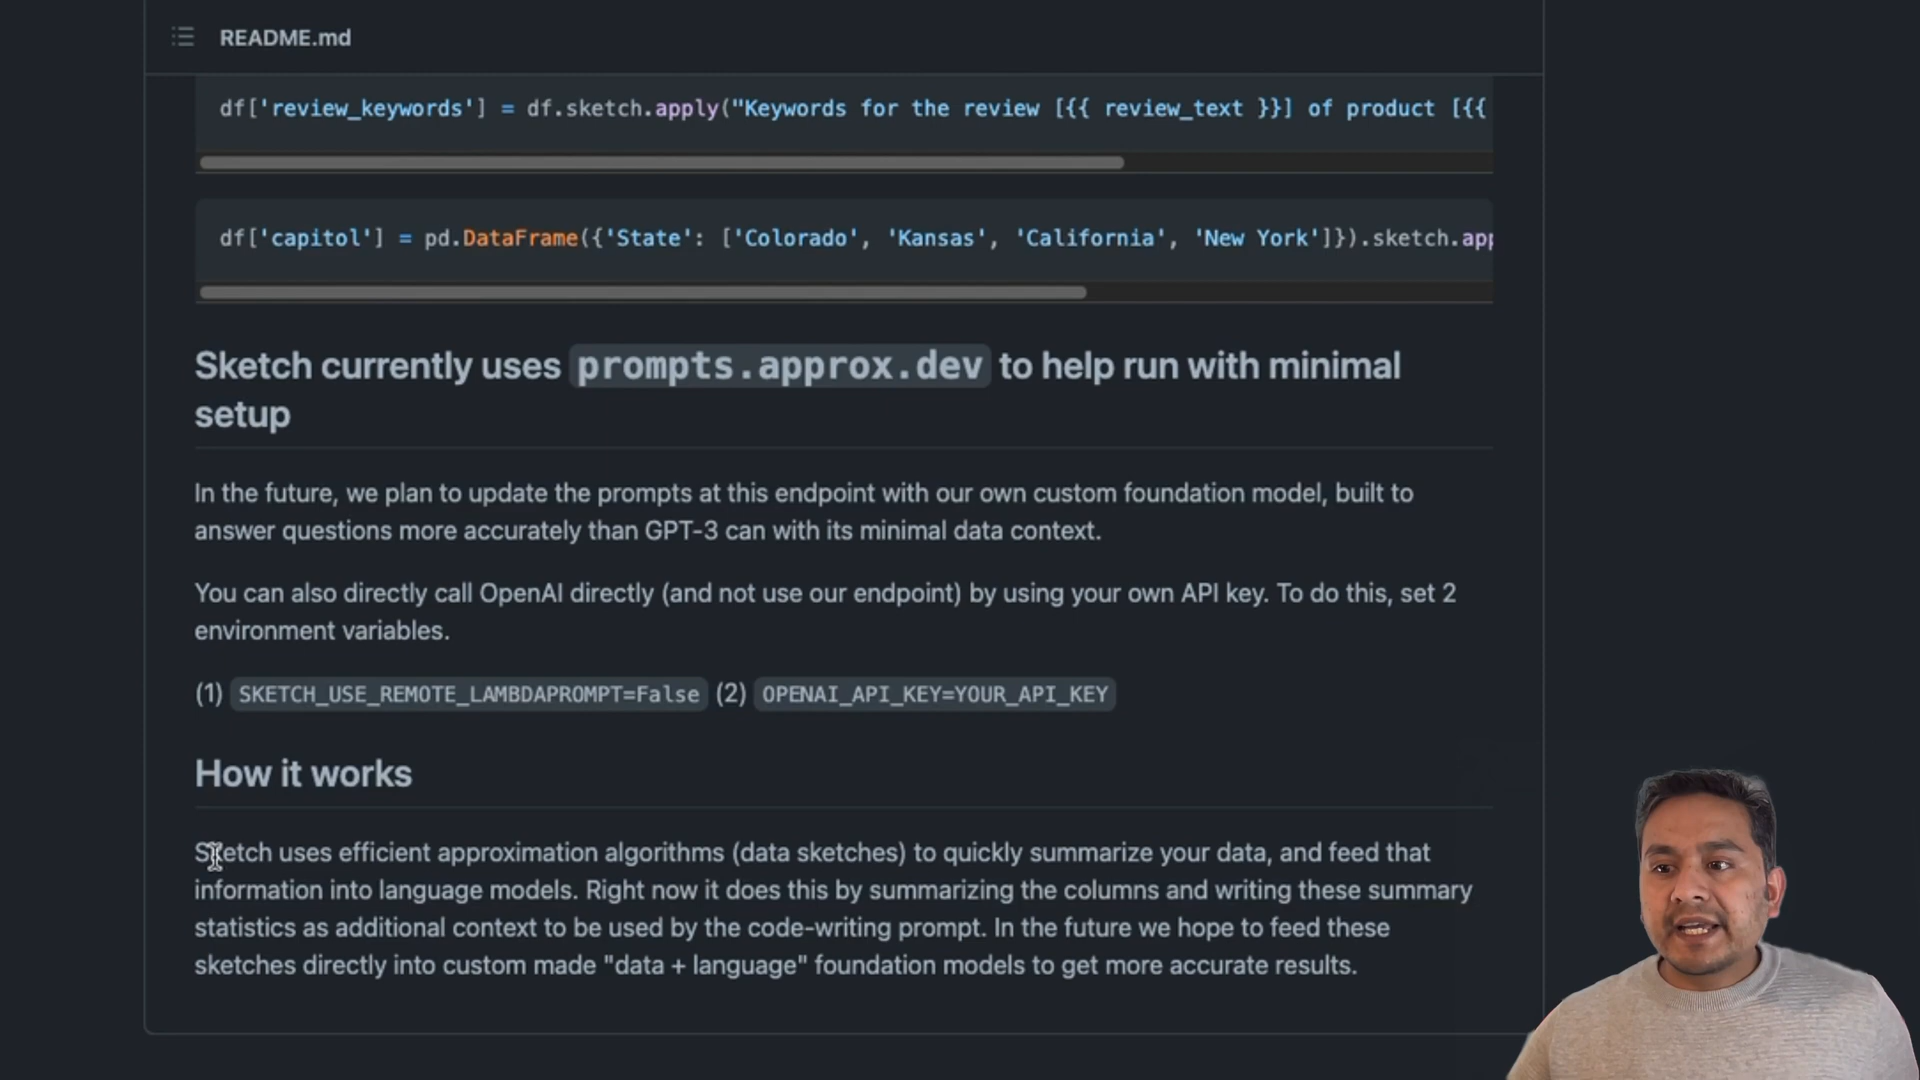 README.md
df['review_keywords'] = df.sketch.apply("Keywords for the review [{{ review_text }}] of product [{{
df['capitol'] = pd.DataFrame({'State': ['Colorado', 'Kansas', 'California', 'New York']}).sketch.app
Sketch currently uses prompts.approx.dev to help run with minimal
setup
In the future, we plan to update the prompts at this endpoint with our own custom foundation model, built to
answer questions more accurately than GPT-3 can with its minimal data context.
You can also directly call OpenAI directly (and not use our endpoint) by using your own API key. To do this, set 2
environment variables.
(1) SKETCH_USE_REMOTE_LAMBDAPROMPT=False (2) OPENAI_API_KEY=YOUR_API_KEY
How it works
Sketch uses efficient approximation algorithms (data sketches) to quickly summarize your data, and feed that
information into language models. Right now it does this by summarizing the columns and writing these summary
statistics as additional context to be used by the code-writing prompt. In the future we hope to feed these
sketches directly into custom made "data + language" foundation models to get more accurate results.